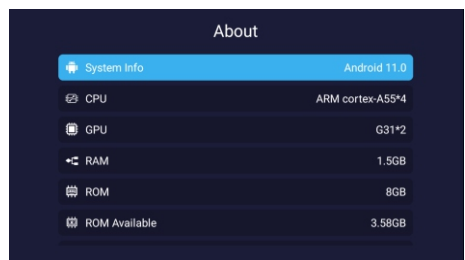 About
System Info Android 11.0
CPU ARM cortex-A55*4
GPU G31*2
RAM 1.5GB
ROM 8GB
ROM Available 3.58GB